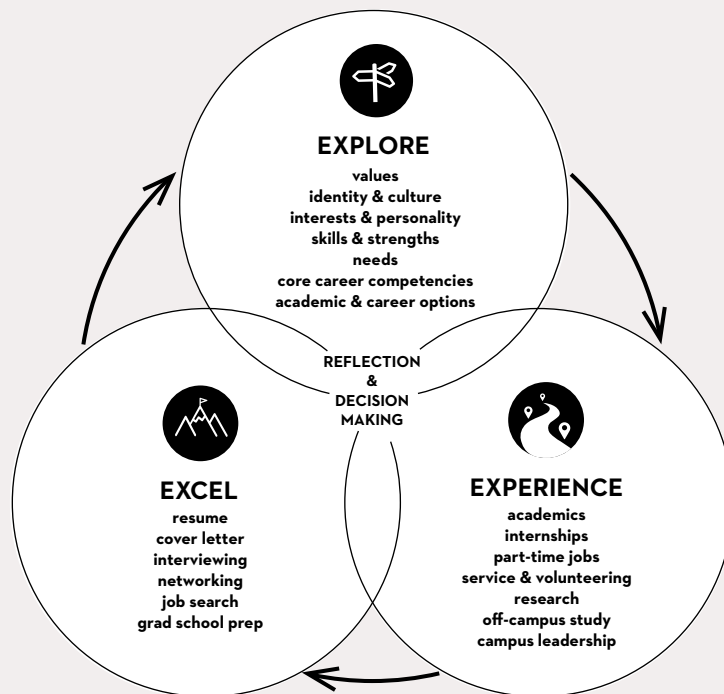 EXPLORE
values
identity & culture
interests & personality
skills & strengths
needs
core career competencies
academic & career options
REFLECTION
&
DECISION
MAKING
EXCEL
resume
cover letter
interviewing
networking
job search
grad school prep
EXPERIENCE
academics
internships
part-time jobs
service & volunteering
research
off-campus study
campus leadership